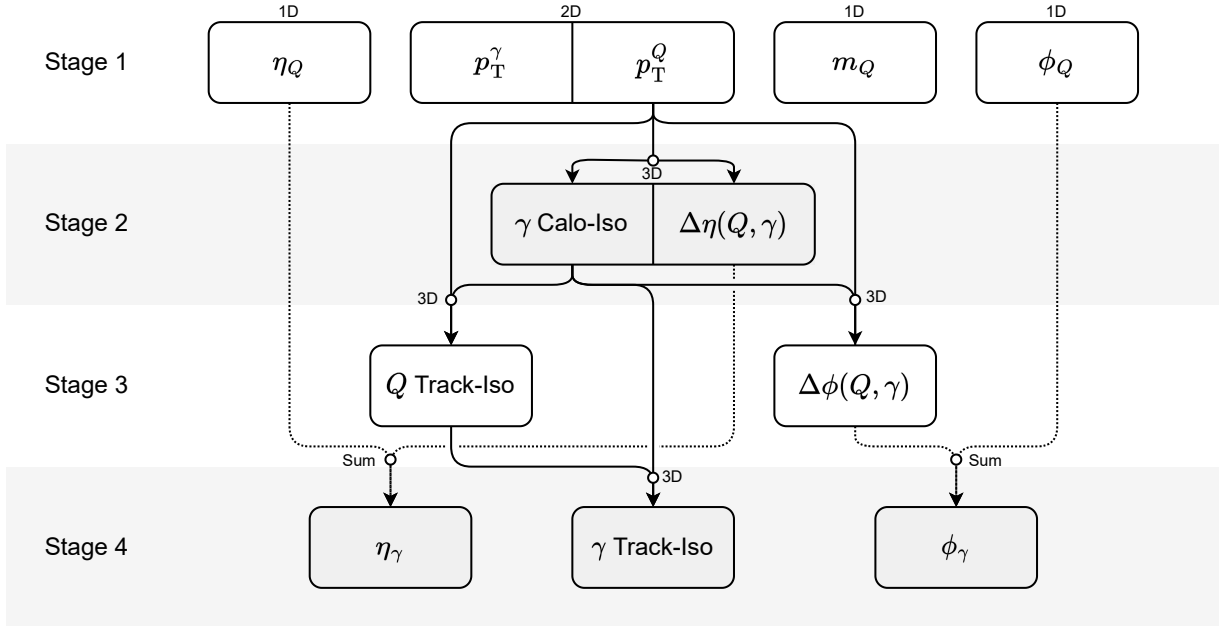 1D 2D 1D 1D
Stage 1
η_Q
p_T^γ
p_T^Q
m_Q
ϕ_Q
3D
Stage 2
γ Calo-Iso
Δη(Q, γ)
3D
3D
Stage 3
Q Track-Iso
Δϕ(Q, γ)
Sum
Sum
3D
Stage 4
η_γ
γ Track-Iso
ϕ_γ